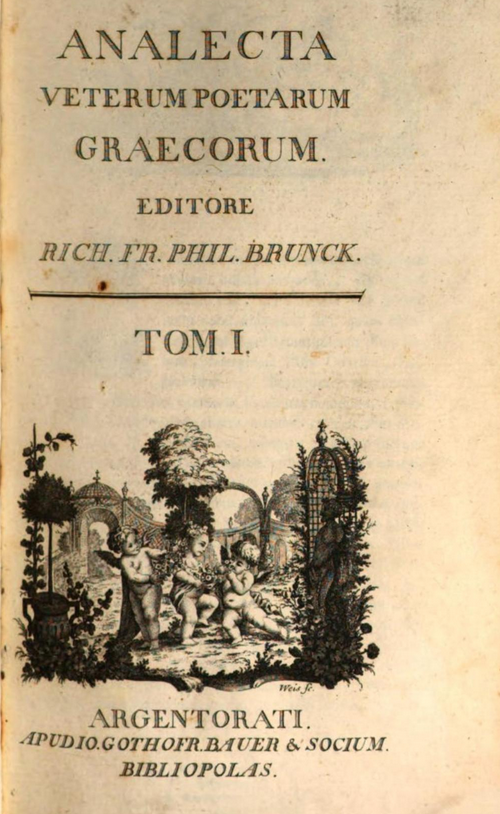 ANALECTA
VETERUM POETARUM
GRAECORUM.
EDITORE
RICH. FR. PHIL. BRUNCK.
TOM. I.
Weis sc.
ARGENTORATI.
APUD IO. GOTHOFR. BAUER & SOCIUM.
BIBLIOPOLAS.